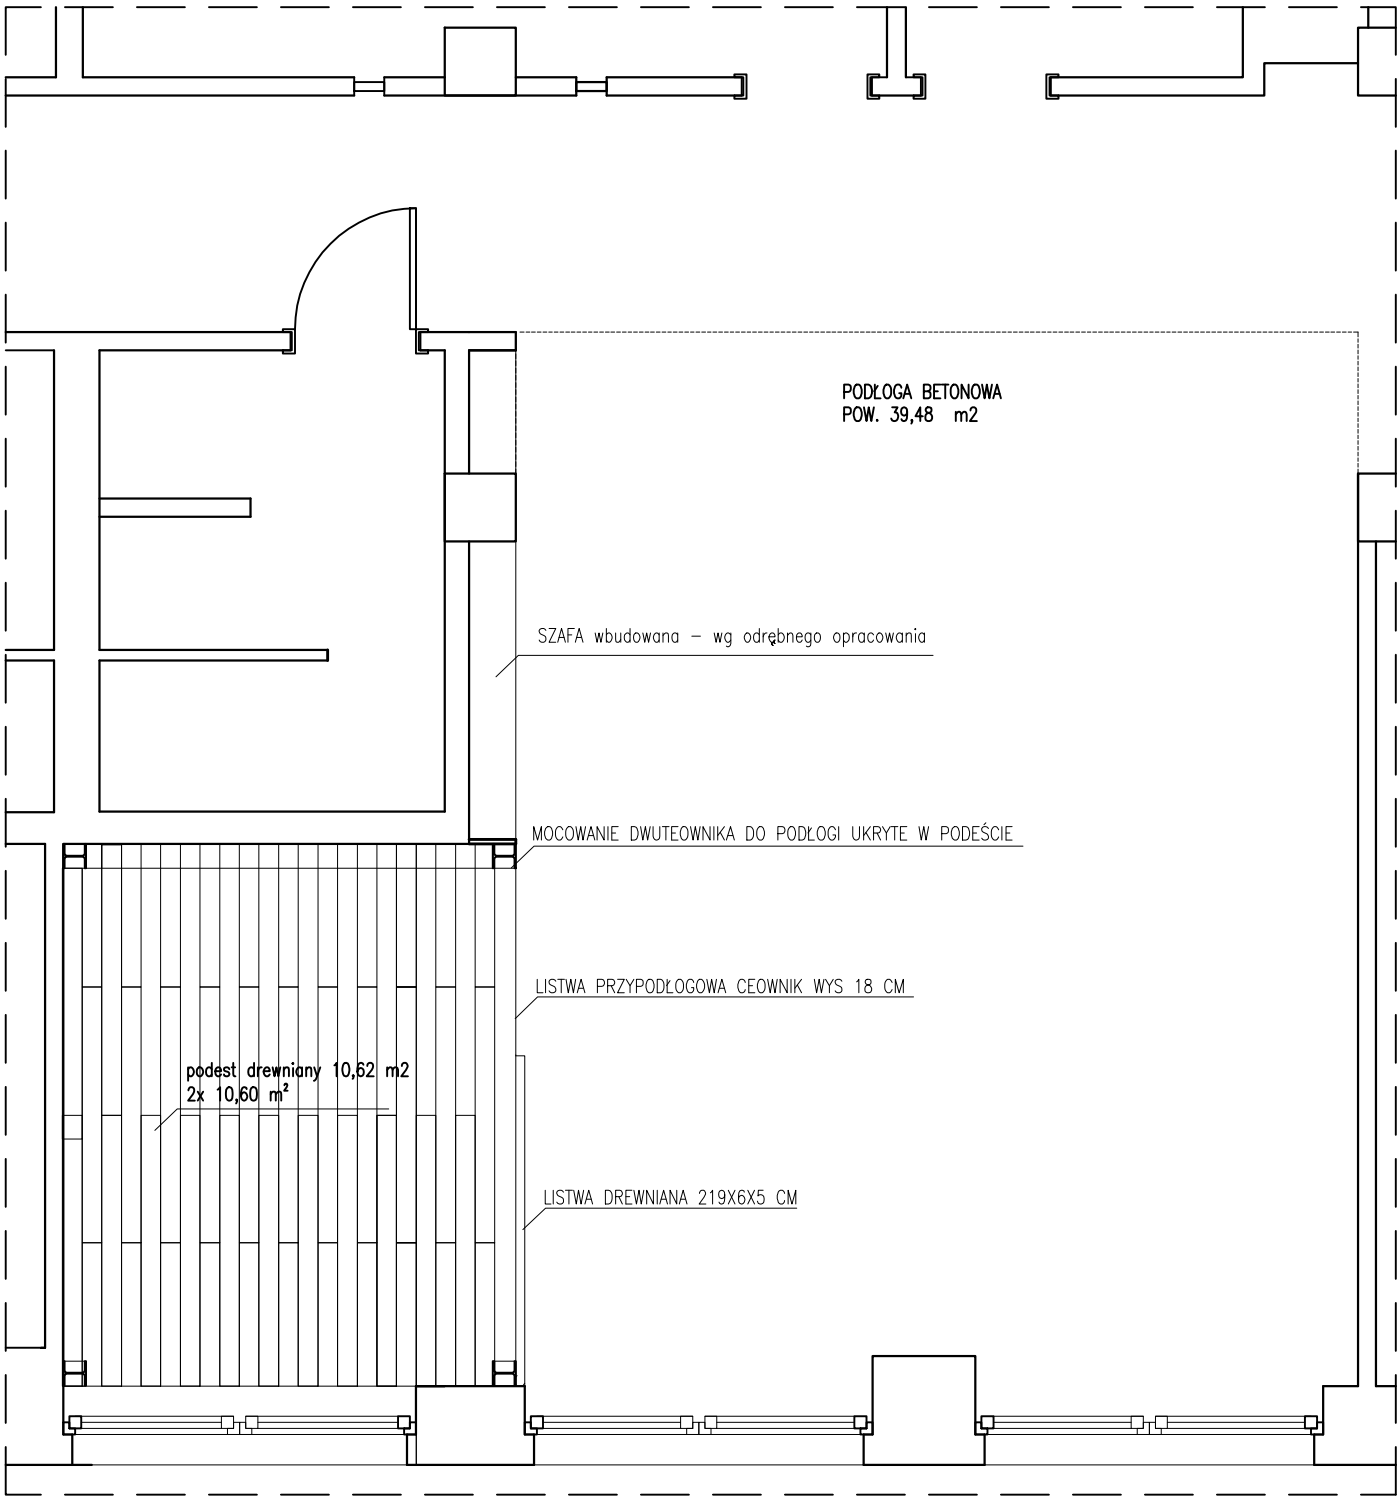 PODŁOGA BETONOWA
POW. 39,48 m2
SZAFA wbudowana – wg odrębnego opracowania
MOCOWANIE DWUTEOWNIKA DO PODŁOGI UKRYTE W PODEŚCIE
LISTWA PRZYPODŁOGOWA CEOWNIK WYS 18 CM
podest drewniany 10,62 m2
2x 10,60 m²
LISTWA DREWNIANA 219X6X5 CM